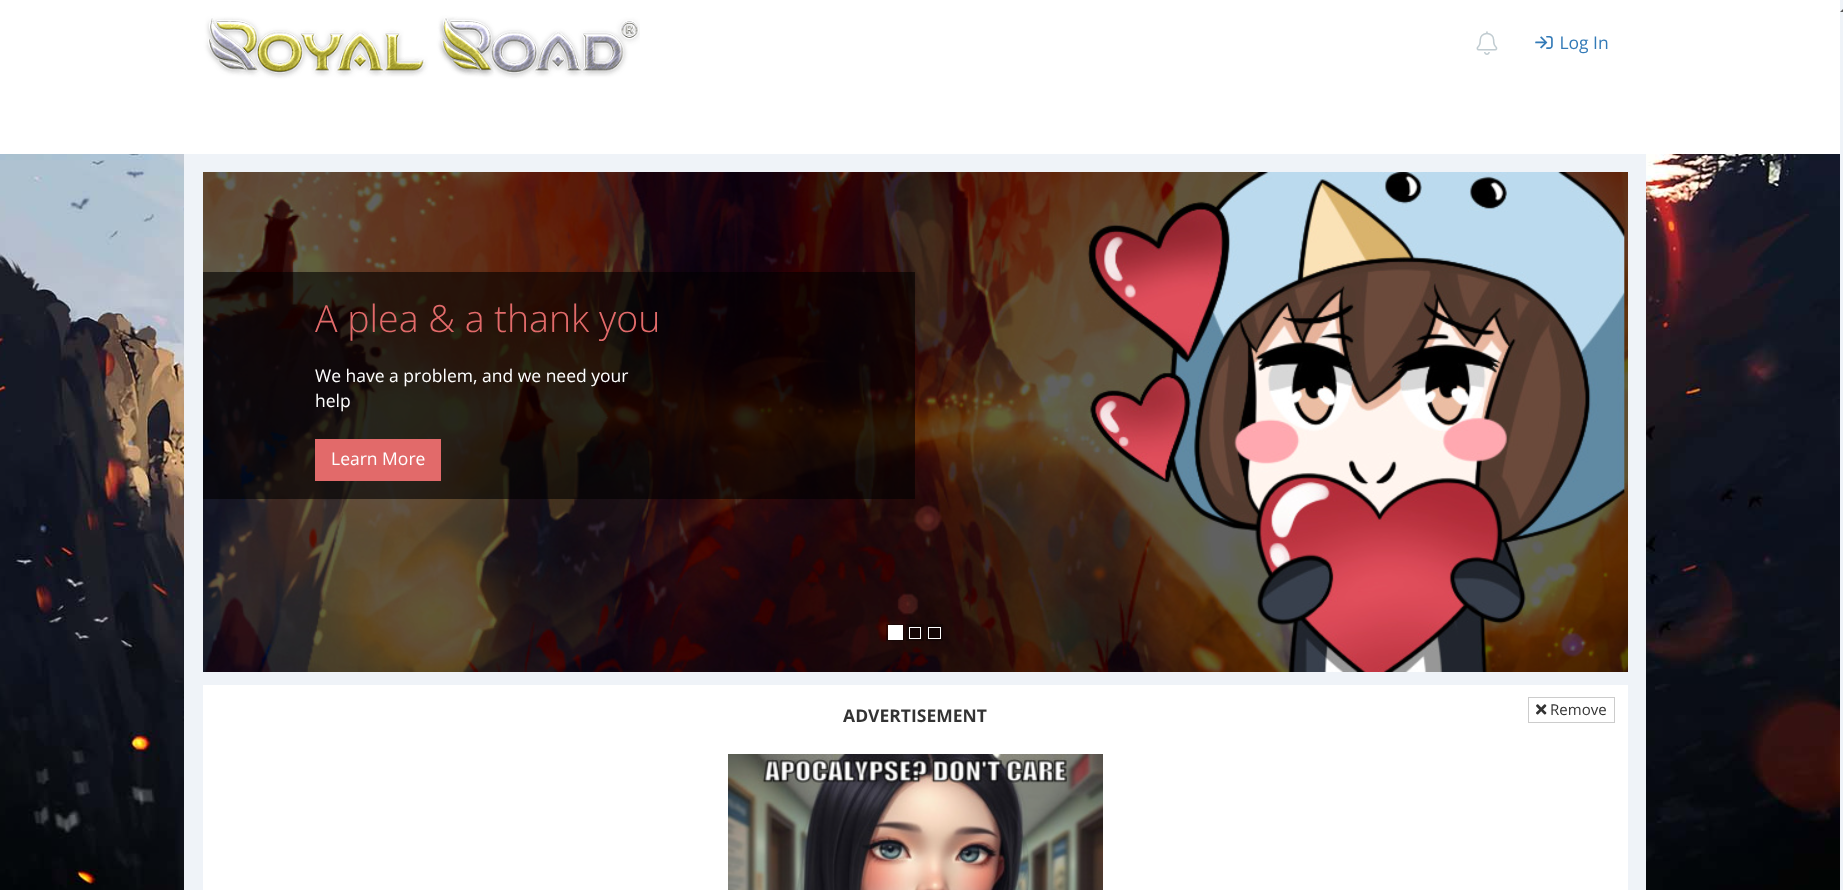 ROYAL ROAD®
Log In
A plea & a thank you
We have a problem, and we need your
help
Learn More
ADVERTISEMENT
Remove
APOCALYPSE? DON'T CARE